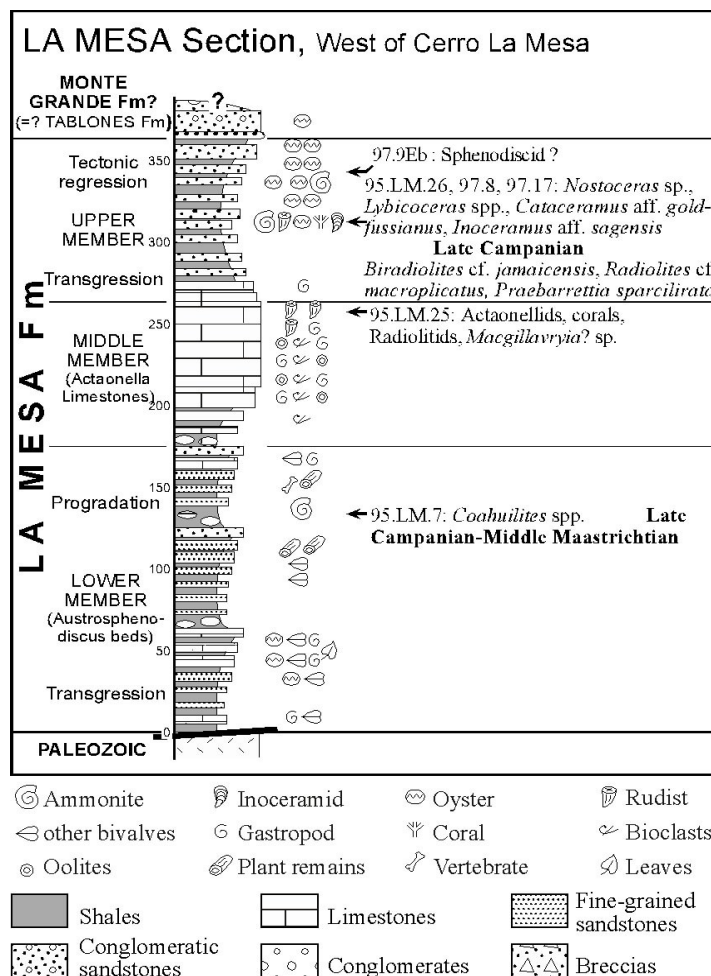 LA MESA Section, West of Cerro La Mesa
MONTE
GRANDE Fm?
(=? TABLONES Fm)
?
LA MESA Fm
350
Tectonic
regression
UPPER
MEMBER
300
Transgression
250
MIDDLE
MEMBER
(Actaonella
Limestones)
200
150
Progradation
100
LOWER
MEMBER
(Austrospheno-
discus beds)
50
Transgression
0
PALEOZOIC
97.9Eb : Sphenodiscid ?
95.LM.26, 97.8, 97.17: Nostoceras sp.,
Lybicoceras spp., Cataceramus aff. gold-
fussianus, Inoceramus aff. sagensis
Late Campanian
Biradiolites cf. jamaicensis, Radiolites cf
macroplicatus, Praebarrettia sparcilirata
95.LM.25: Actaonellids, corals,
Radiolitids, Macgillavryia? sp.
95.LM.7: Coahuilites spp. Late
Campanian-Middle Maastrichtian
Ammonite Inoceramid Oyster Rudist
other bivalves Gastropod Coral Bioclasts
Oolites Plant remains Vertebrate Leaves
Shales Limestones Fine-grained
sandstones
Conglomeratic
sandstones Conglomerates Breccias